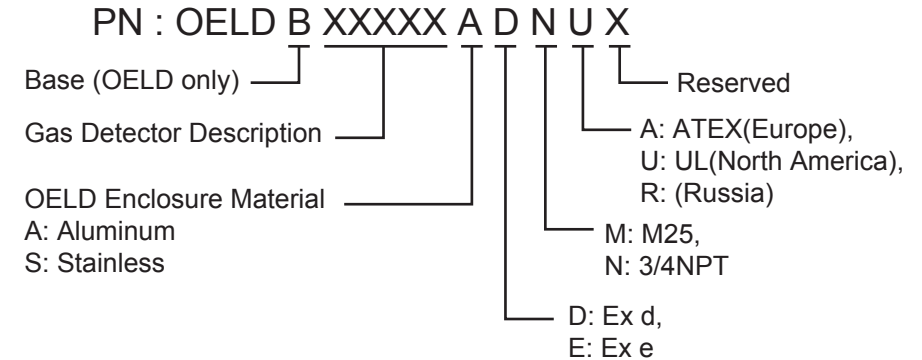 PN : OELD B XXXXX A D N U X
Base (OELD only)
Gas Detector Description
OELD Enclosure Material
A: Aluminum
S: Stainless
Reserved
A: ATEX(Europe),
U: UL(North America),
R: (Russia)
M: M25,
N: 3/4NPT
D: Ex d,
E: Ex e